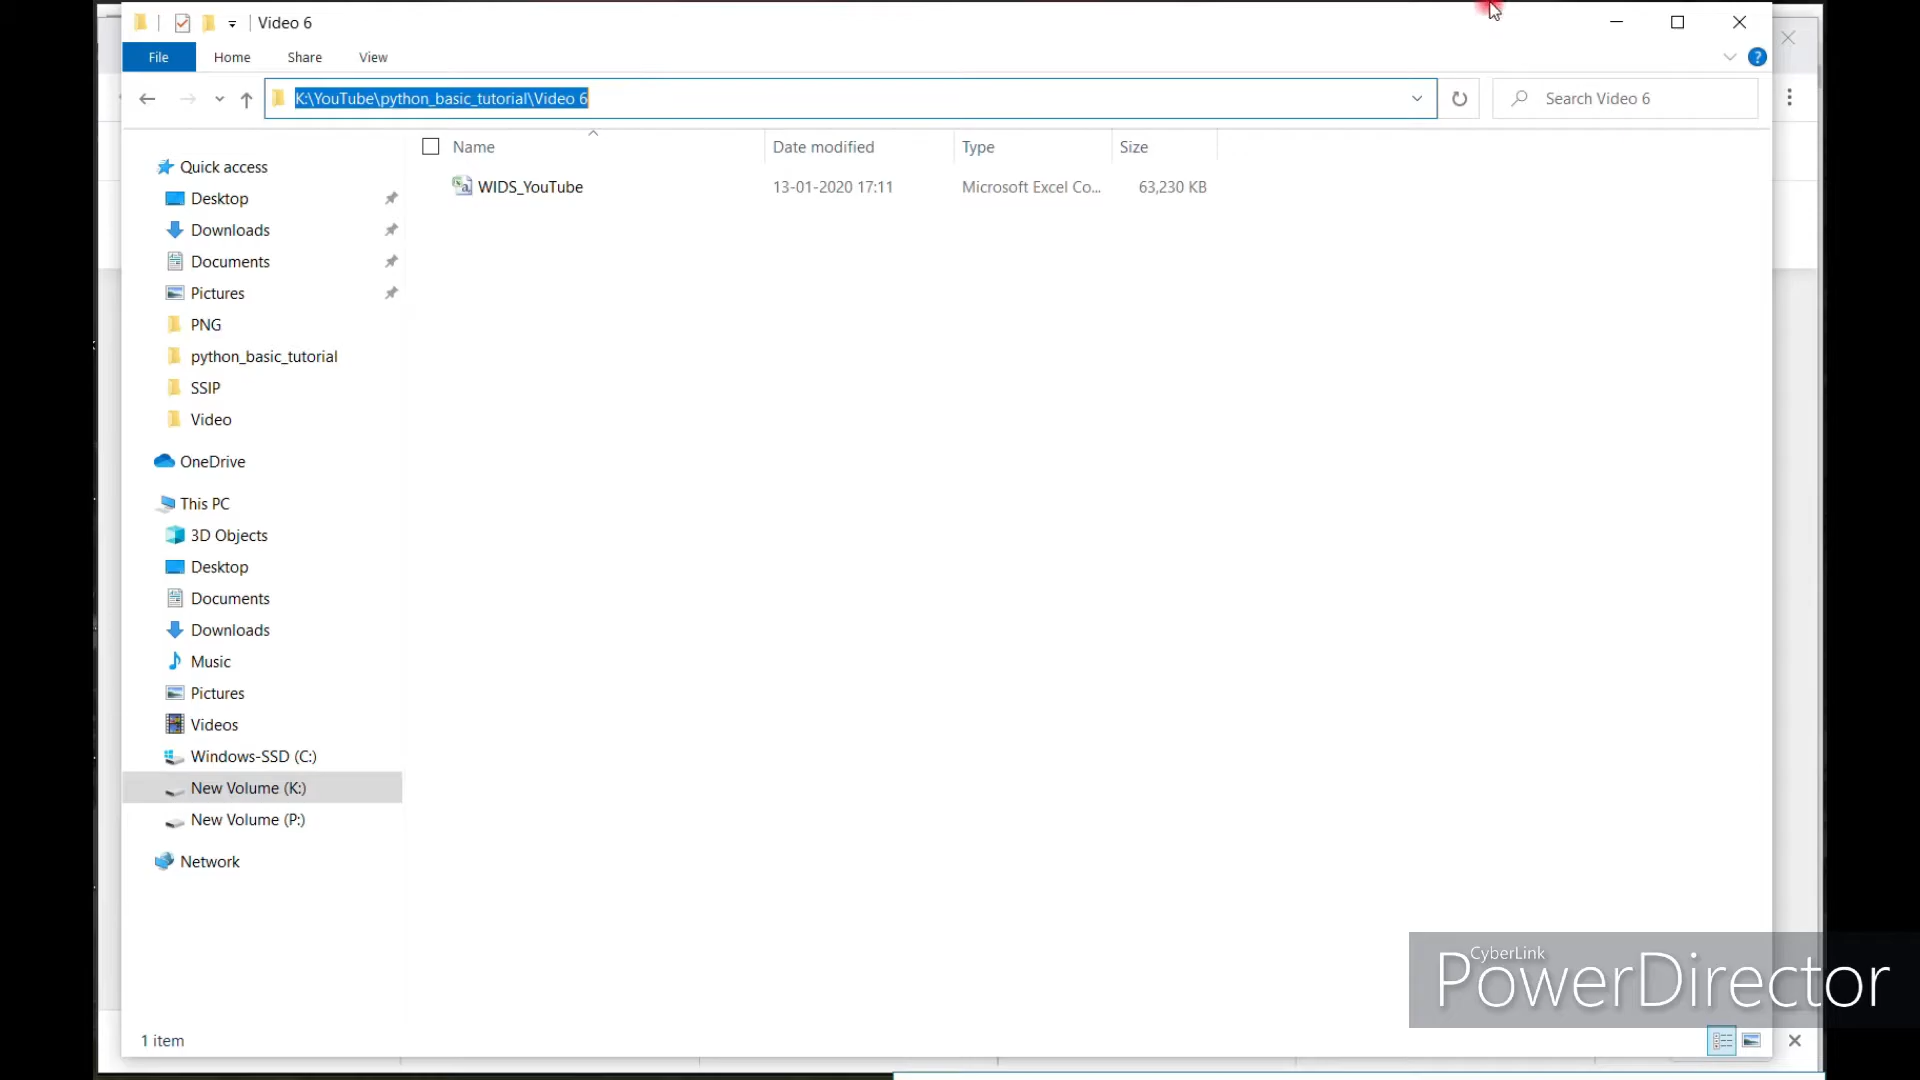 Video 6
File Home Share View
K:\YouTube\python_basic_tutorial\Video 6
Search Video 6
Name Date modified Type Size
WIDS_YouTube 13-01-2020 17:11 Microsoft Excel Co... 63,230 KB
Quick access
Desktop
Downloads
Documents
Pictures
PNG
python_basic_tutorial
SSIP
Video
OneDrive
This PC
3D Objects
Desktop
Documents
Downloads
Music
Pictures
Videos
Windows-SSD (C:)
New Volume (K:)
New Volume (P:)
Network
1 item
CyberLink
PowerDirector